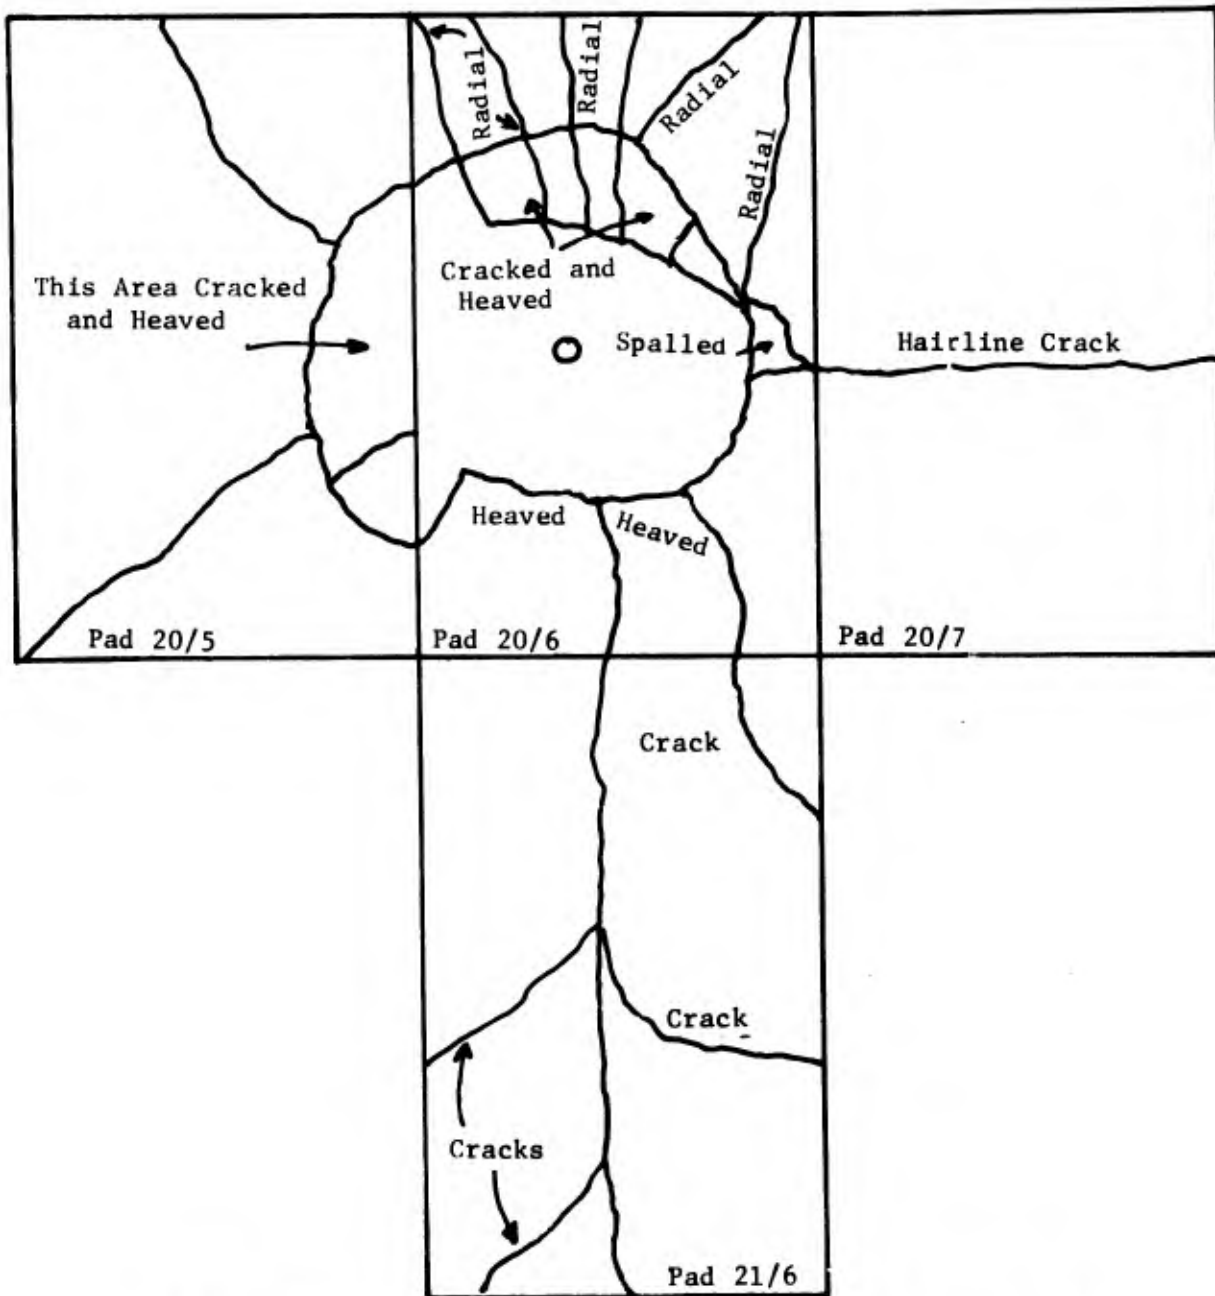 Radial
Radial
Radial
Radial
This Area Cracked
and Heaved
Cracked and
Heaved
Spalled
Hairline Crack
Heaved
Heaved
Pad 20/5
Pad 20/6
Pad 20/7
Crack
Crack
Cracks
Pad 21/6